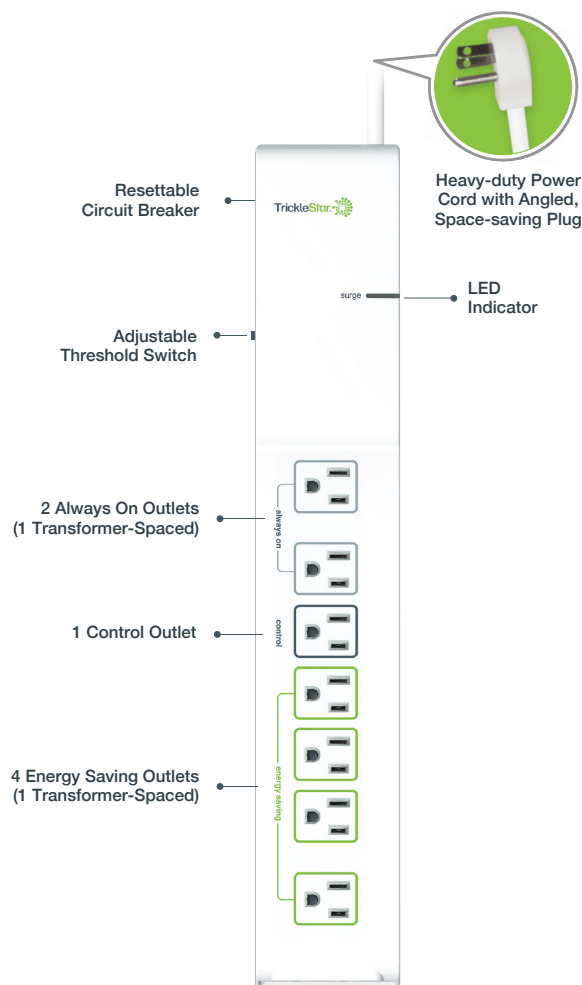 Heavy-duty Power
Cord with Angled,
Space-saving Plug
Resettable
Circuit Breaker
TrickleStar.
surge
LED
Indicator
Adjustable
Threshold Switch
2 Always On Outlets
(1 Transformer-Spaced)
always on
1 Control Outlet
control
4 Energy Saving Outlets
(1 Transformer-Spaced)
energy saving